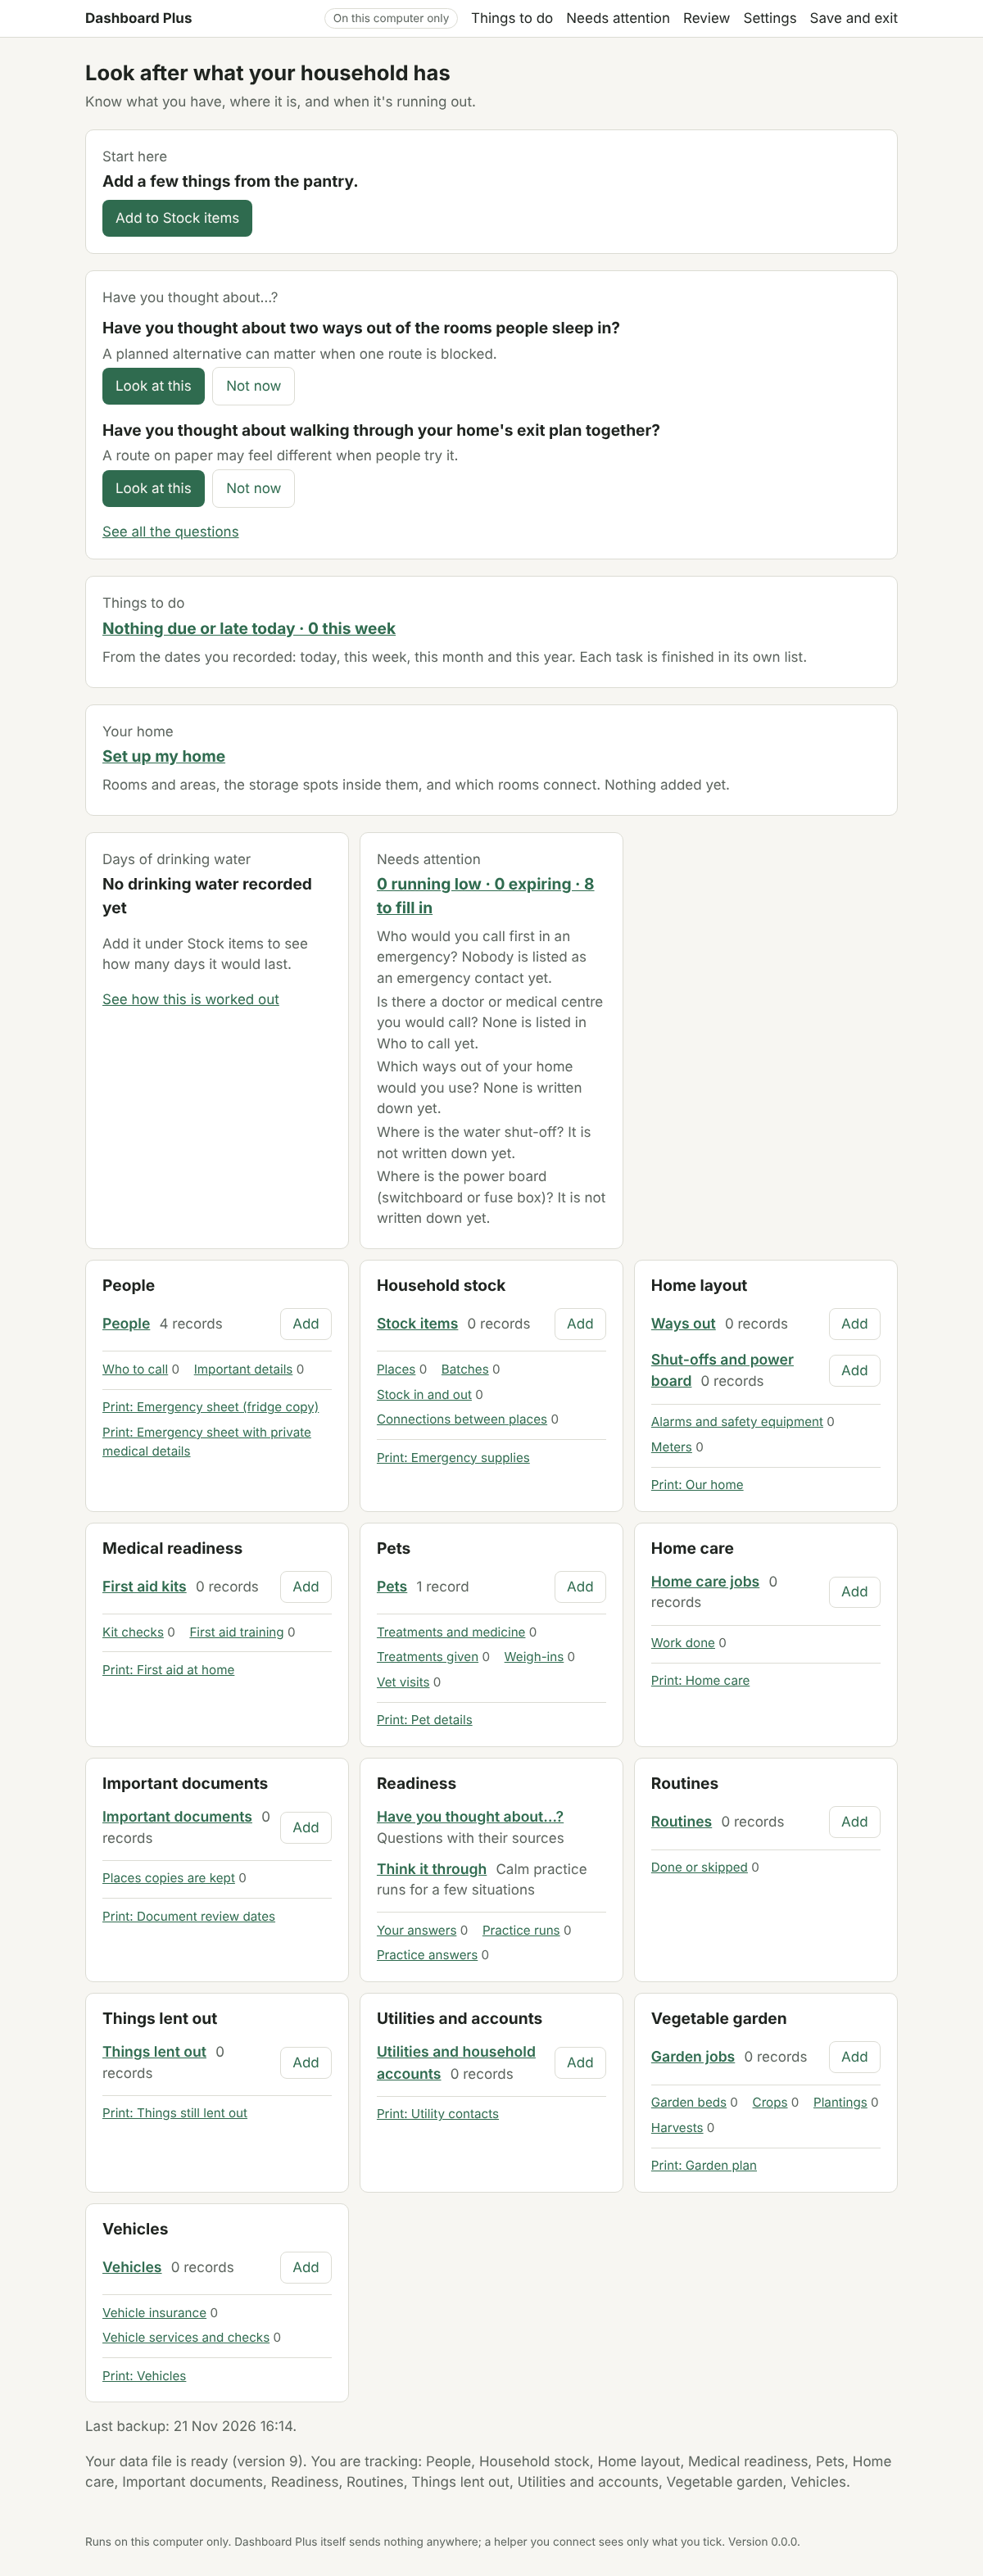 Dashboard Plus
On this computer only
Things to do
Needs attention
Review
Settings
Save and exit
Look after what your household has
Know what you have, where it is, and when it's running out.
Start here
Add a few things from the pantry.
Add to Stock items
Have you thought about…?
Have you thought about two ways out of the rooms people sleep in?
A planned alternative can matter when one route is blocked.
Look at this
Not now
Have you thought about walking through your home's exit plan together?
A route on paper may feel different when people try it.
Look at this
Not now
See all the questions
Things to do
Nothing due or late today · 0 this week
From the dates you recorded: today, this week, this month and this year. Each task is finished in its own list.
Your home
Set up my home
Rooms and areas, the storage spots inside them, and which rooms connect. Nothing added yet.
Days of drinking water
No drinking water recorded
yet
Add it under Stock items to see
how many days it would last.
See how this is worked out
Needs attention
0 running low · 0 expiring · 8
to fill in
Who would you call first in an
emergency? Nobody is listed as
an emergency contact yet.
Is there a doctor or medical centre
you would call? None is listed in
Who to call yet.
Which ways out of your home
would you use? None is written
down yet.
Where is the water shut-off? It is
not written down yet.
Where is the power board
(switchboard or fuse box)? It is not
written down yet.
People
People 4 records
Add
Who to call 0 Important details 0
Print: Emergency sheet (fridge copy)
Print: Emergency sheet with private
medical details
Household stock
Stock items 0 records
Add
Places 0 Batches 0
Stock in and out 0
Connections between places 0
Print: Emergency supplies
Home layout
Ways out 0 records
Add
Shut-offs and power
board 0 records
Add
Alarms and safety equipment 0
Meters 0
Print: Our home
Medical readiness
First aid kits 0 records
Add
Kit checks 0 First aid training 0
Print: First aid at home
Pets
Pets 1 record
Add
Treatments and medicine 0
Treatments given 0 Weigh-ins 0
Vet visits 0
Print: Pet details
Home care
Home care jobs 0
records
Add
Work done 0
Print: Home care
Important documents
Important documents 0
records
Add
Places copies are kept 0
Print: Document review dates
Readiness
Have you thought about…?
Questions with their sources
Think it through Calm practice
runs for a few situations
Your answers 0 Practice runs 0
Practice answers 0
Routines
Routines 0 records
Add
Done or skipped 0
Things lent out
Things lent out 0
records
Add
Print: Things still lent out
Utilities and accounts
Utilities and household
accounts 0 records
Add
Print: Utility contacts
Vegetable garden
Garden jobs 0 records
Add
Garden beds 0 Crops 0 Plantings 0
Harvests 0
Print: Garden plan
Vehicles
Vehicles 0 records
Add
Vehicle insurance 0
Vehicle services and checks 0
Print: Vehicles
Last backup: 21 Nov 2026 16:14.
Your data file is ready (version 9). You are tracking: People, Household stock, Home layout, Medical readiness, Pets, Home
care, Important documents, Readiness, Routines, Things lent out, Utilities and accounts, Vegetable garden, Vehicles.
Runs on this computer only. Dashboard Plus itself sends nothing anywhere; a helper you connect sees only what you tick. Version 0.0.0.